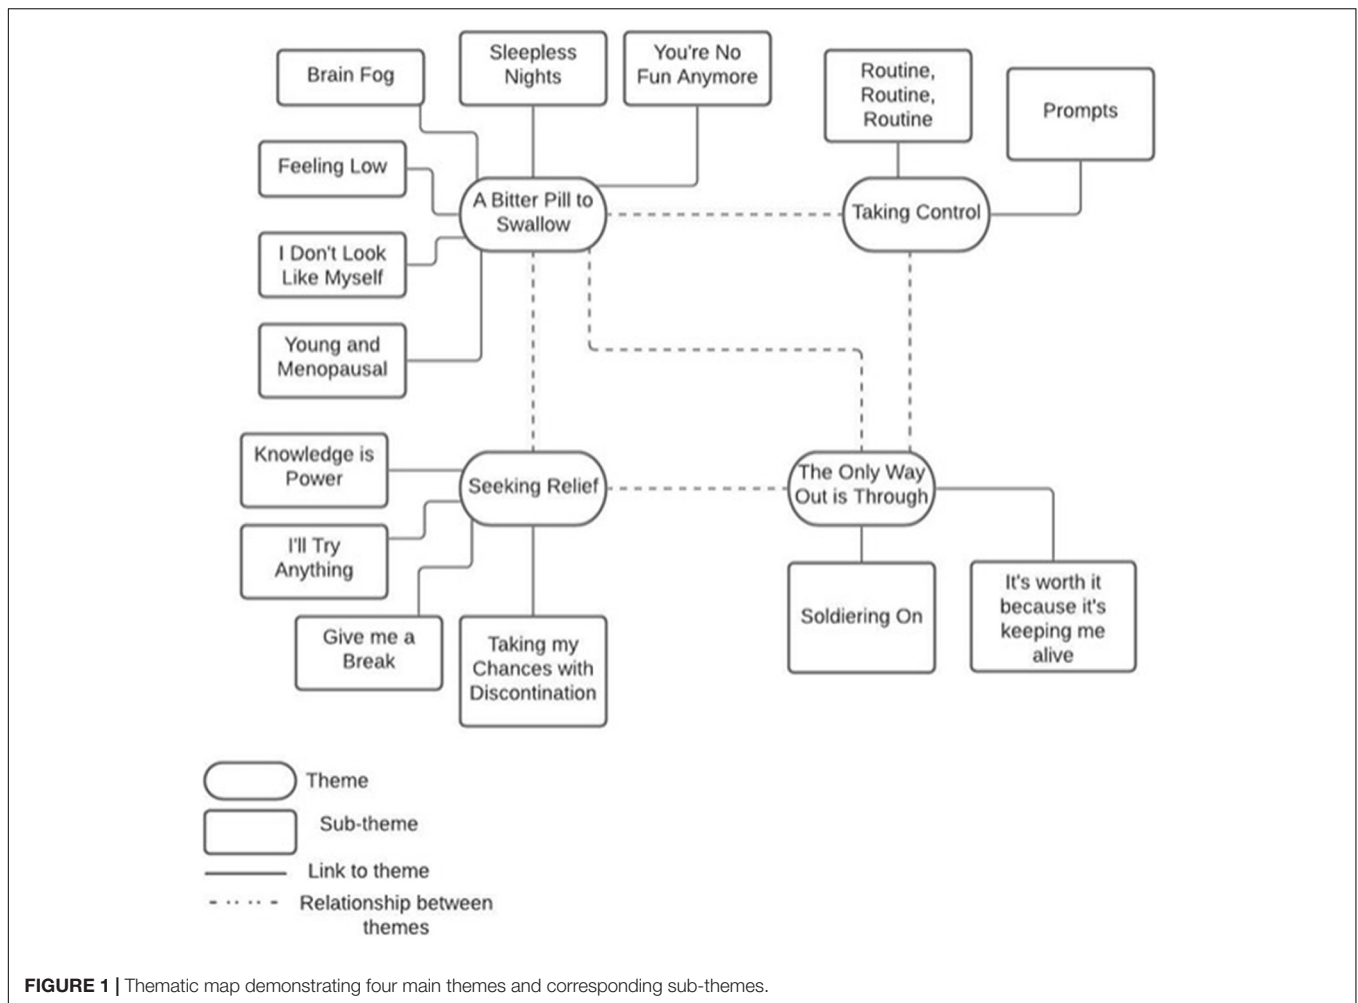 Brain Fog
Sleepless
Nights
You're No
Fun Anymore
Routine,
Routine,
Routine
Prompts
Feeling Low
A Bitter Pill to
Swallow
Taking Control
I Don't Look
Like Myself
Young and
Menopausal
Knowledge is
Power
Seeking Relief
The Only Way
Out is Through
I'll Try
Anything
Give me a
Break
Taking my
Chances with
Discontination
Soldiering On
It's worth it
because it's
keeping me
alive
Theme
Sub-theme
Link to theme
Relationship between
themes
FIGURE 1 | Thematic map demonstrating four main themes and corresponding sub-themes.